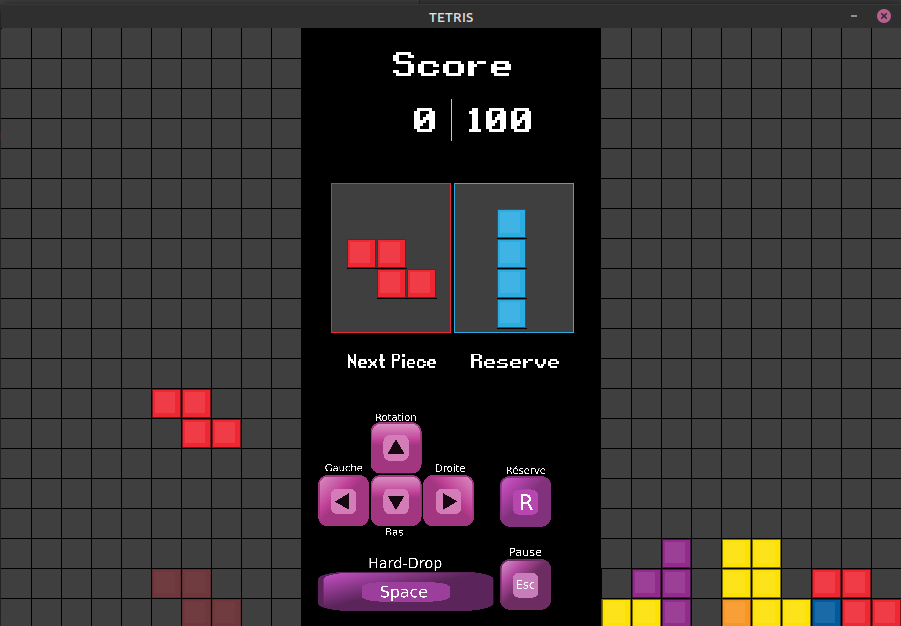 TETRIS
Score
0 100
Next Piece Reserve
Rotation
Gauche Droite Réserve
R
Bas
Hard-Drop Pause
Space Esc